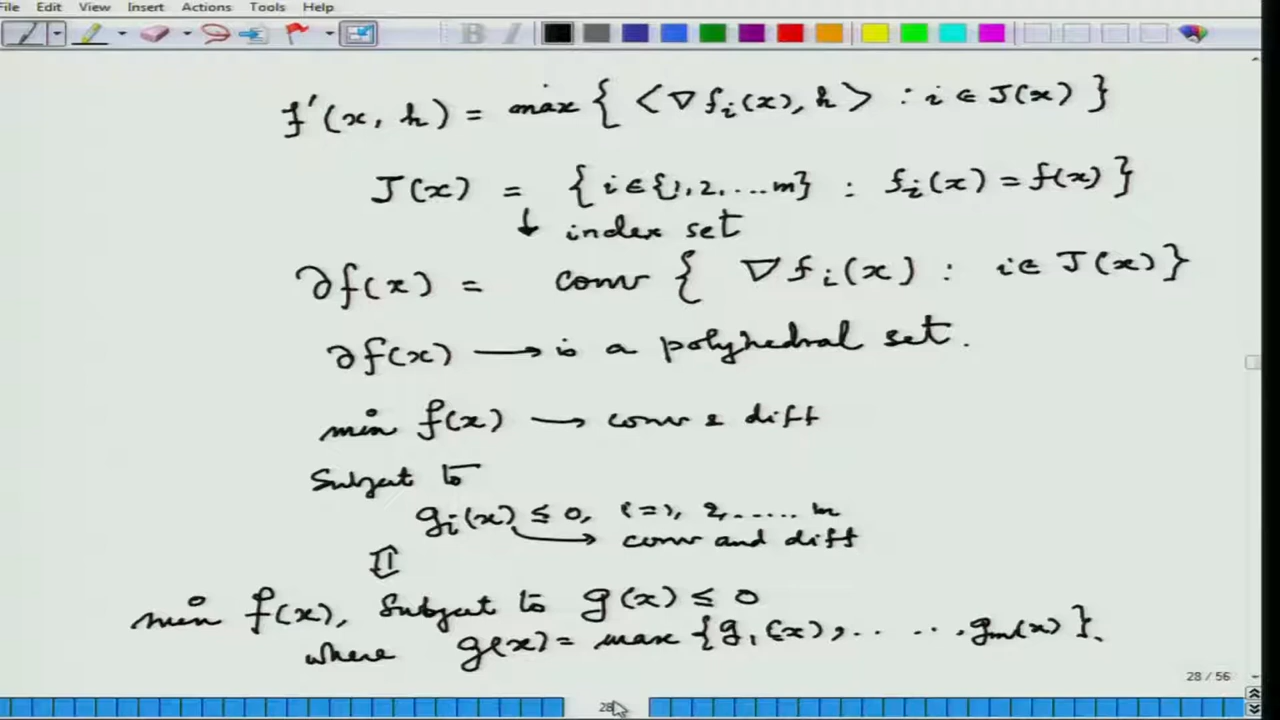 File Edit View Insert Actions Tools Help
f'(x, h) = max { <∇f_i(x), h> : i ∈ J(x) }
J(x) = { i ∈ {1, 2, ... m} : f_i(x) = f(x) }
↓ index set
∂f(x) = conv { ∇f_i(x) : i ∈ J(x) }
∂f(x) → is a polyhedral set.
min f(x) → conv & diff
Subject to
g_i(x) ≤ 0, i = 1, 2, ..... m
→ conv and diff
⇕
min f(x), Subject to g(x) ≤ 0
where g(x) = max { g_1(x), .. ... , g_m(x) }.
28 / 56
28